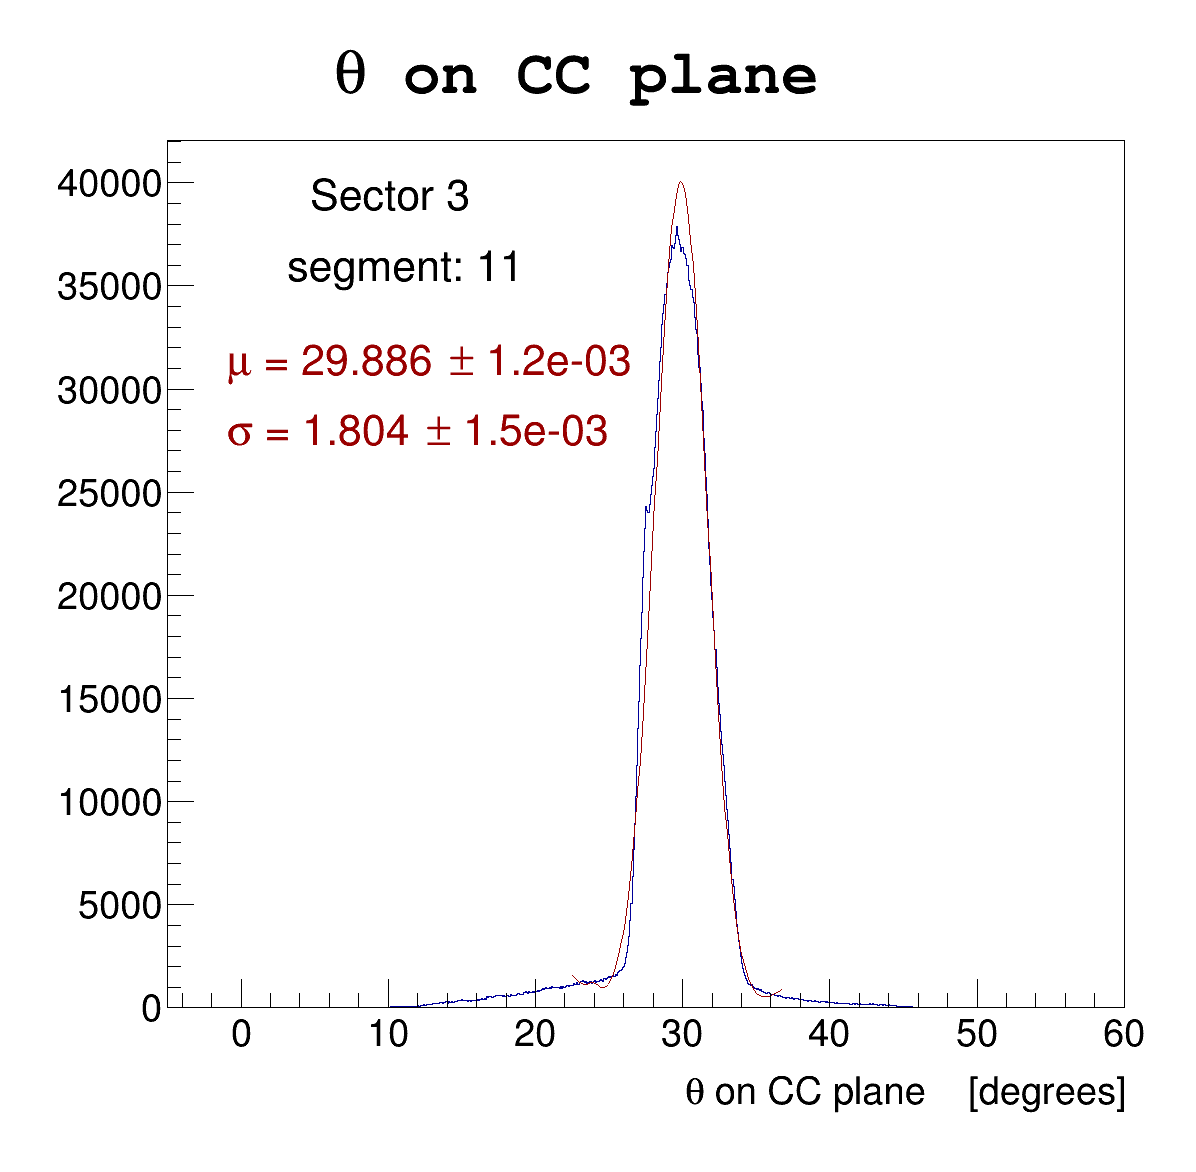 θ on CC plane
Sector 3
segment: 11
μ = 29.886 ± 1.2e-03
σ = 1.804 ± 1.5e-03
40000
35000
30000
25000
20000
15000
10000
5000
0
0 10 20 30 40 50 60
θ on CC plane [degrees]